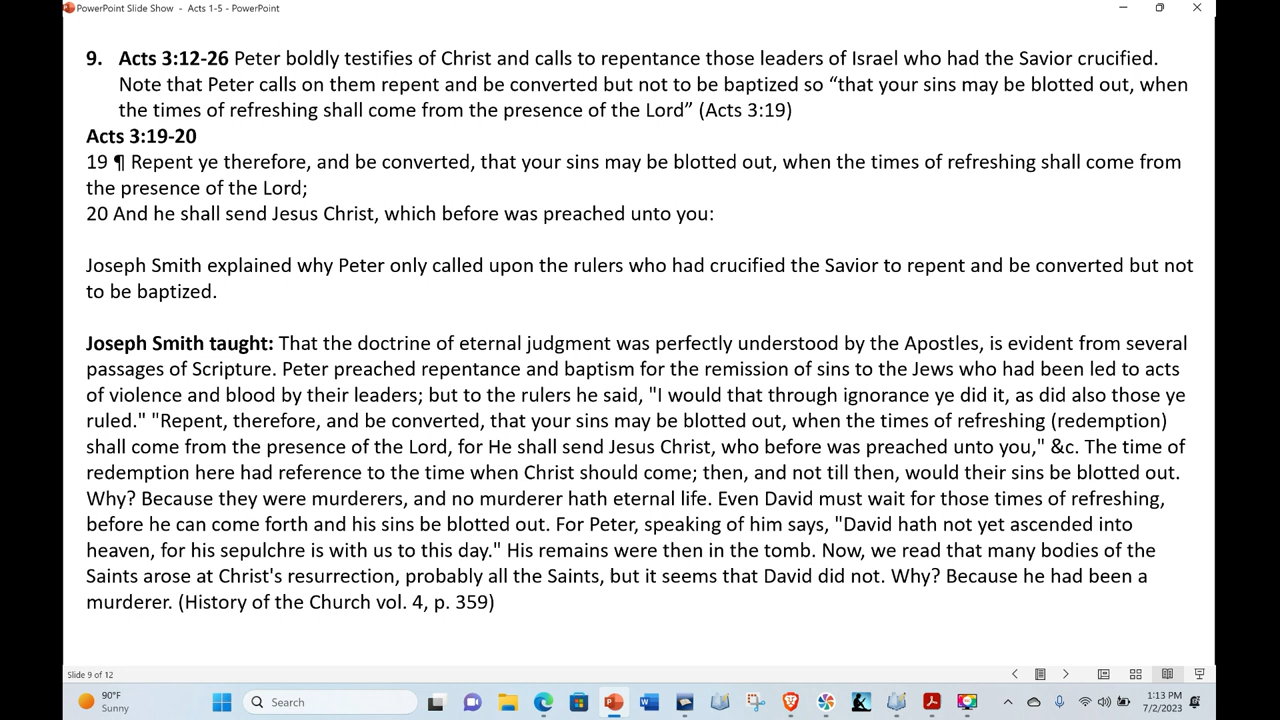 PowerPoint Slide Show - Acts 1-5 - PowerPoint
9. Acts 3:12-26 Peter boldly testifies of Christ and calls to repentance those leaders of Israel who had the Savior crucified.
Note that Peter calls on them repent and be converted but not to be baptized so “that your sins may be blotted out, when
the times of refreshing shall come from the presence of the Lord” (Acts 3:19)
Acts 3:19-20
19 ¶ Repent ye therefore, and be converted, that your sins may be blotted out, when the times of refreshing shall come from
the presence of the Lord;
20 And he shall send Jesus Christ, which before was preached unto you:
Joseph Smith explained why Peter only called upon the rulers who had crucified the Savior to repent and be converted but not
to be baptized.
Joseph Smith taught: That the doctrine of eternal judgment was perfectly understood by the Apostles, is evident from several
passages of Scripture. Peter preached repentance and baptism for the remission of sins to the Jews who had been led to acts
of violence and blood by their leaders; but to the rulers he said, "I would that through ignorance ye did it, as did also those ye
ruled." "Repent, therefore, and be converted, that your sins may be blotted out, when the times of refreshing (redemption)
shall come from the presence of the Lord, for He shall send Jesus Christ, who before was preached unto you," &c. The time of
redemption here had reference to the time when Christ should come; then, and not till then, would their sins be blotted out.
Why? Because they were murderers, and no murderer hath eternal life. Even David must wait for those times of refreshing,
before he can come forth and his sins be blotted out. For Peter, speaking of him says, "David hath not yet ascended into
heaven, for his sepulchre is with us to this day." His remains were then in the tomb. Now, we read that many bodies of the
Saints arose at Christ's resurrection, probably all the Saints, but it seems that David did not. Why? Because he had been a
murderer. (History of the Church vol. 4, p. 359)
Slide 9 of 12
90°F
Sunny
Search
1:13 PM
7/2/2023